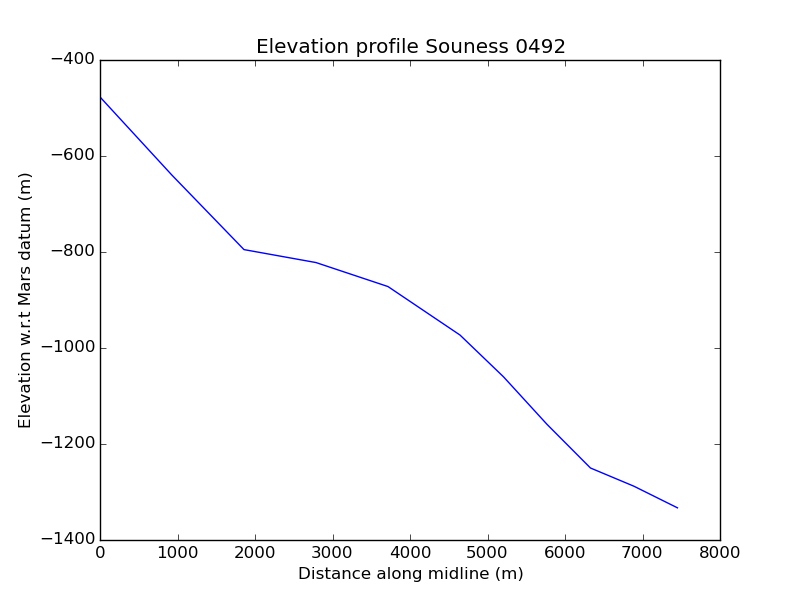 Elevation profile Souness 0492
−400
−600
−800
−1000
−1200
−1400
Elevation w.r.t Mars datum (m)
0 1000 2000 3000 4000 5000 6000 7000 8000
Distance along midline (m)